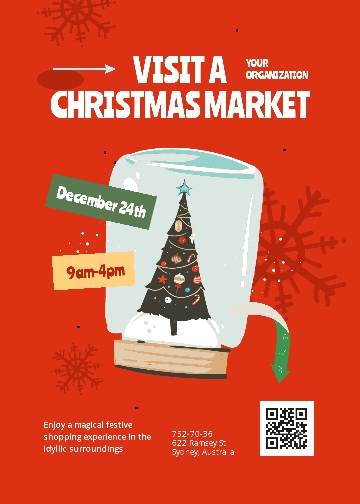 VISIT A
YOUR
ORGANIZATION
CHRISTMAS MARKET
December 24th
9am-4pm
Enjoy a magical festive
shopping experience in the
idyllic surroundings
752-70-36
622 Ramsey St
Sydney, Australia